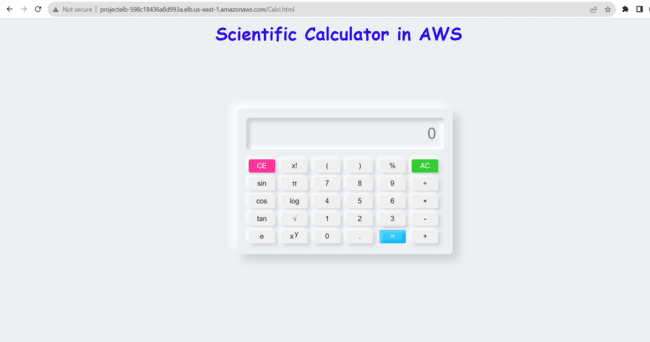 Not secure | projectelb-598c18436a8d993a.elb.us-east-1.amazonaws.com/Calci.html
Scientific Calculator in AWS
0
CE x! ( ) % AC
sin π 7 8 9 ÷
cos log 4 5 6 ×
tan √ 1 2 3 -
e x y 0 . = +